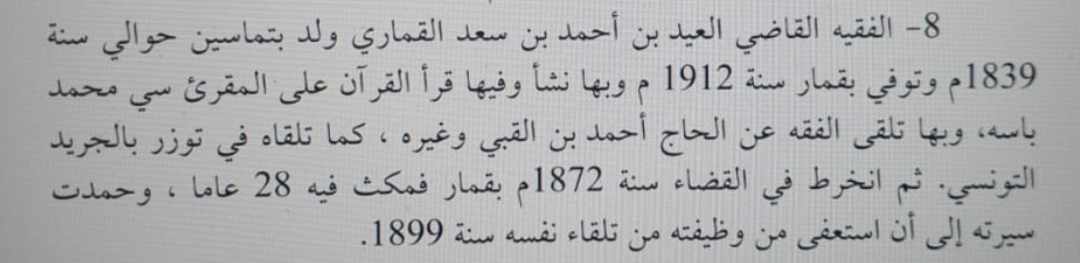 8- الفقيه القاضي العيد بن أحمد بن سعد القماري ولد بتماسين حوالي سنة
1839م وتوفي بقمار سنة 1912 م وبها نشأ وفيها قرأ القرآن على المقرئ سي محمد
باسه، وبها تلقى الفقه عن الحاج أحمد بن القبي وغيره ، كما تلقاه في توزر بالجريد
التونسي. ثم انخرط في القضاء سنة 1872م بقمار فمكث فيه 28 عاما ، وحمدت
سيرته إلى أن استعفى من وظيفته من تلقاء نفسه سنة 1899.